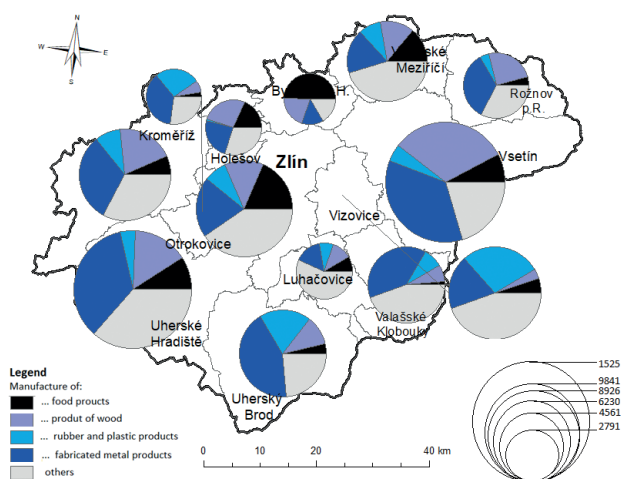 N
W
E
S
Valašské
Meziříčí
By H.
Rožnov
p.R.
Kroměříž
Holešov
Zlín
Vsetín
Vizovice
Otrokovice
Luhačovice
Uherské
Hradiště
Valašské
Klobouky
Uherský
Brod
Legend
Manufacture of:
... food proucts
... produt of wood
... rubber and plastic products
... fabricated metal products
others
0 10 20 40 km
1525
9841
8926
6230
4561
2791